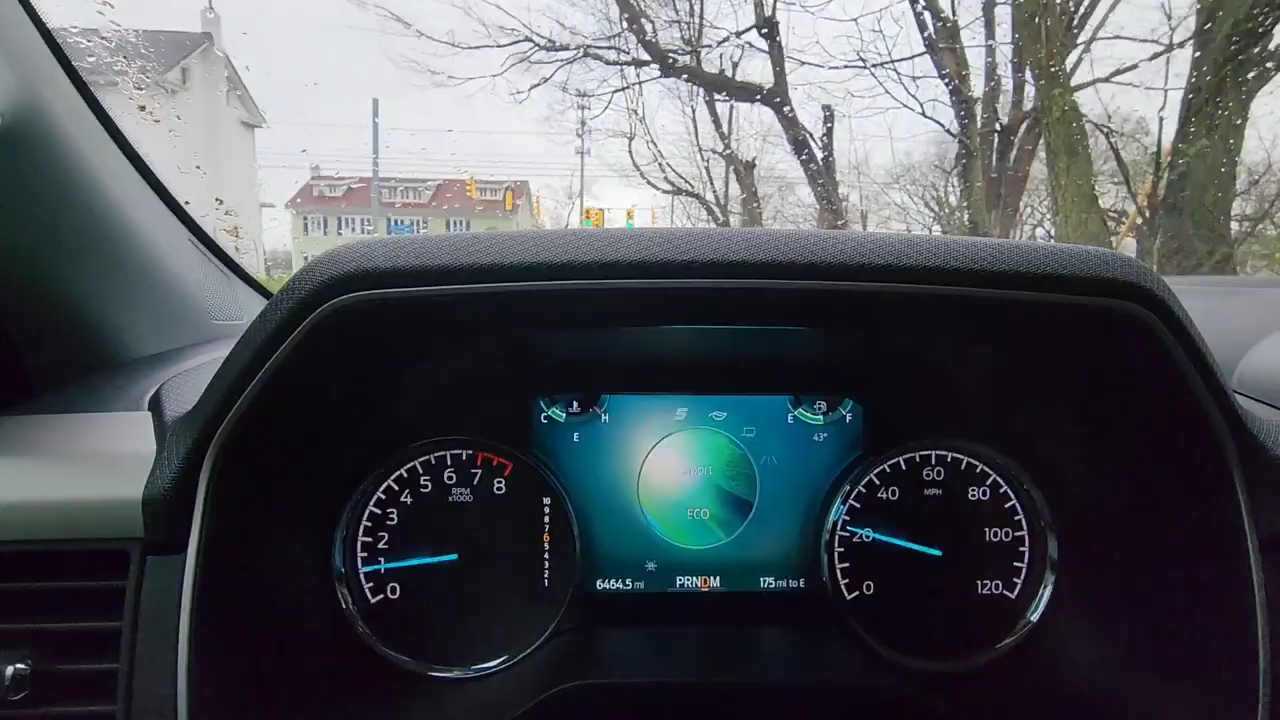 C H
E F
E
43°
Sport
ECO
0 1 2 3 4 5 6 7 8
RPM
x1000
10
9
8
7
6
5
4
3
2
1
0 20 40 60 80 100 120
MPH
6464.5 mi PRNDM 175 mi to E